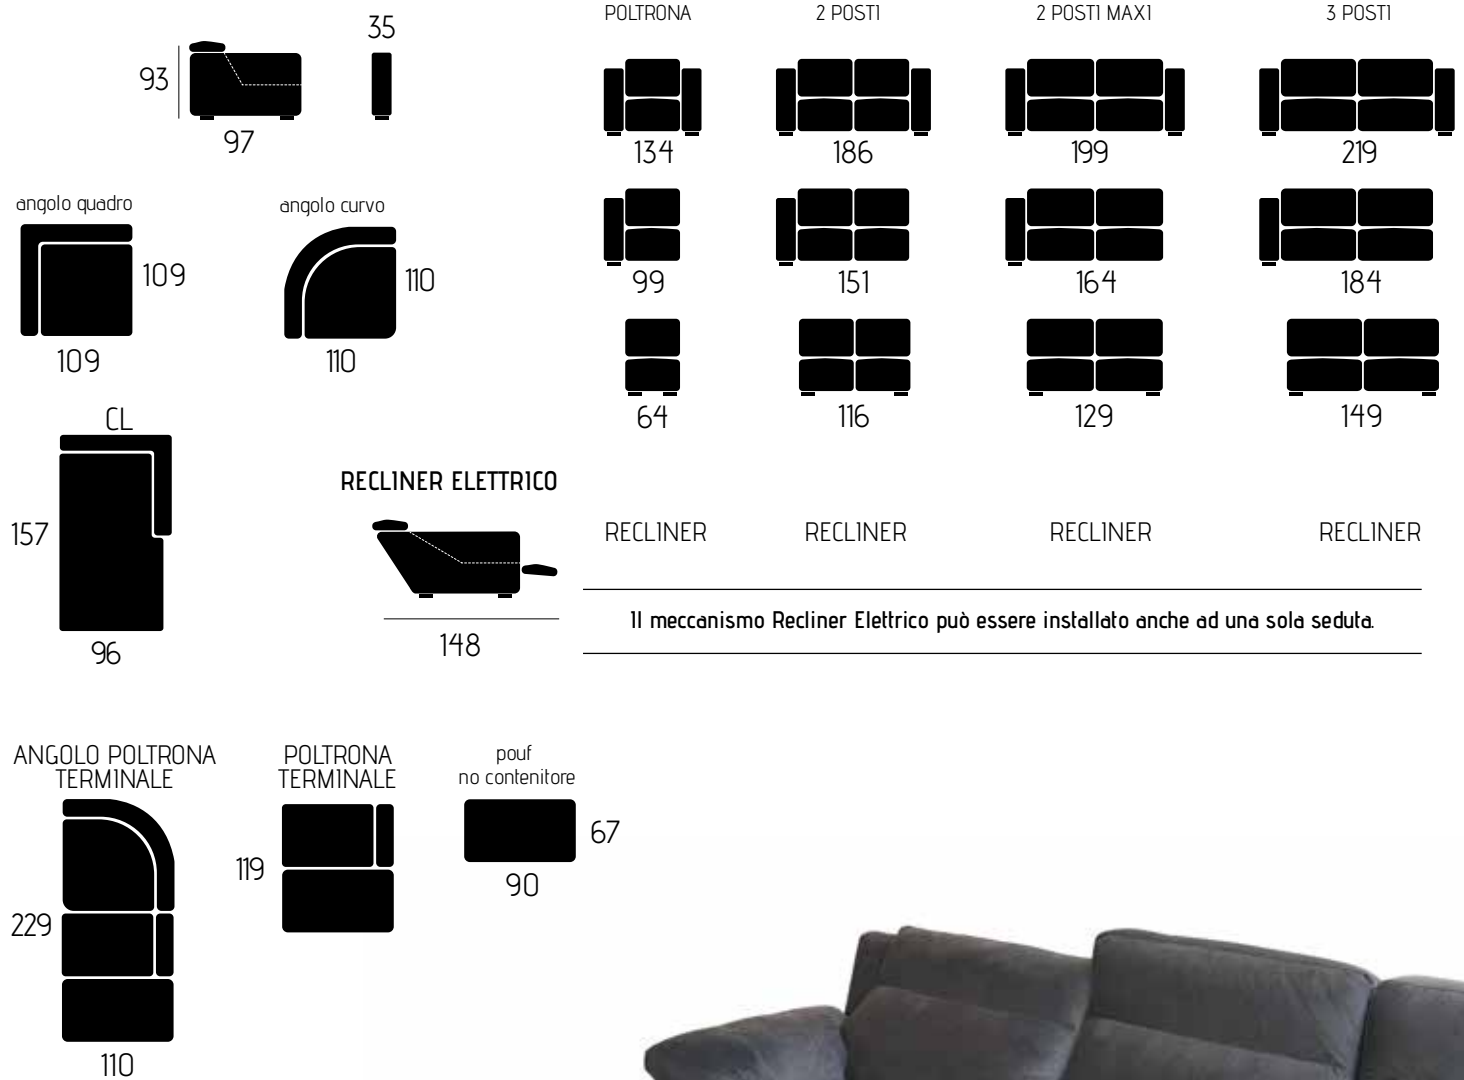 35
93
97
POLTRONA
2 POSTI
2 POSTI MAXI
3 POSTI
134
186
199
219
angolo quadro
109
109
angolo curvo
110
110
99
151
164
184
64
116
129
149
CL
157
96
RECLINER ELETTRICO
148
RECLINER
RECLINER
RECLINER
RECLINER
Il meccanismo Recliner Elettrico può essere installato anche ad una sola seduta.
ANGOLO POLTRONA
TERMINALE
229
110
POLTRONA
TERMINALE
119
pouf
no contenitore
67
90